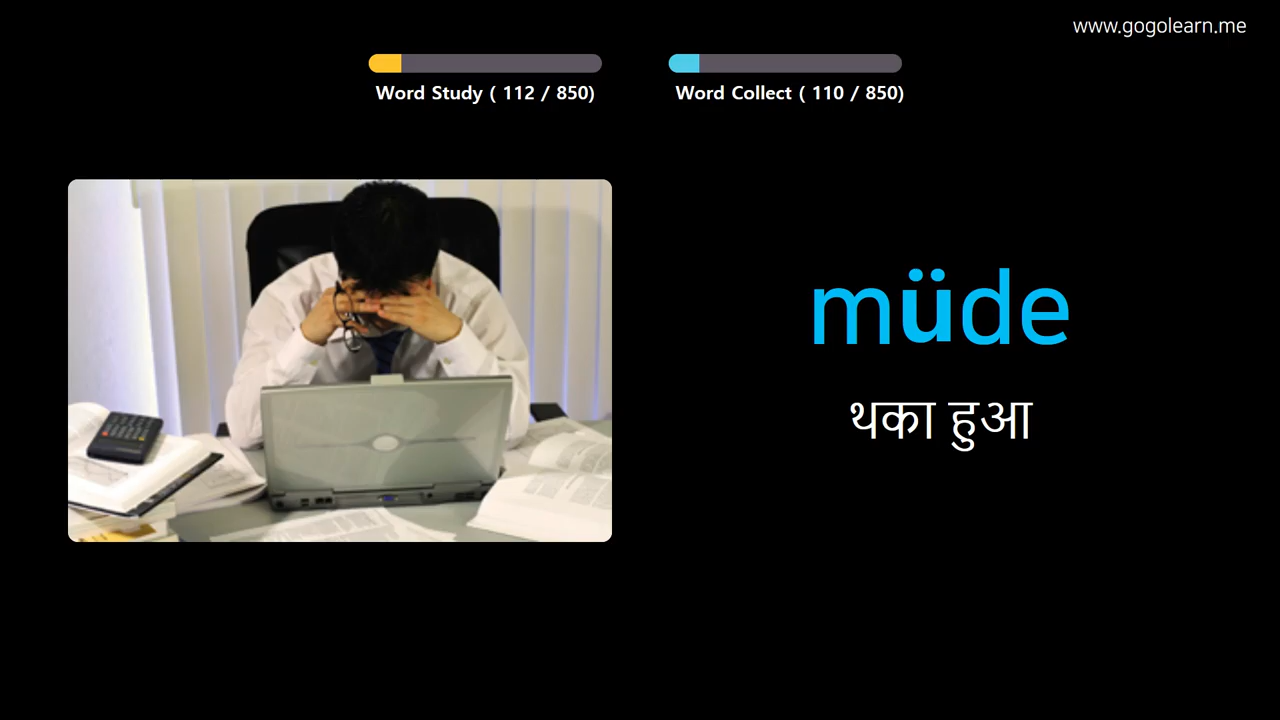 www.gogolearn.me
Word Study ( 112 / 850)
Word Collect ( 110 / 850)
müde
थका हुआ